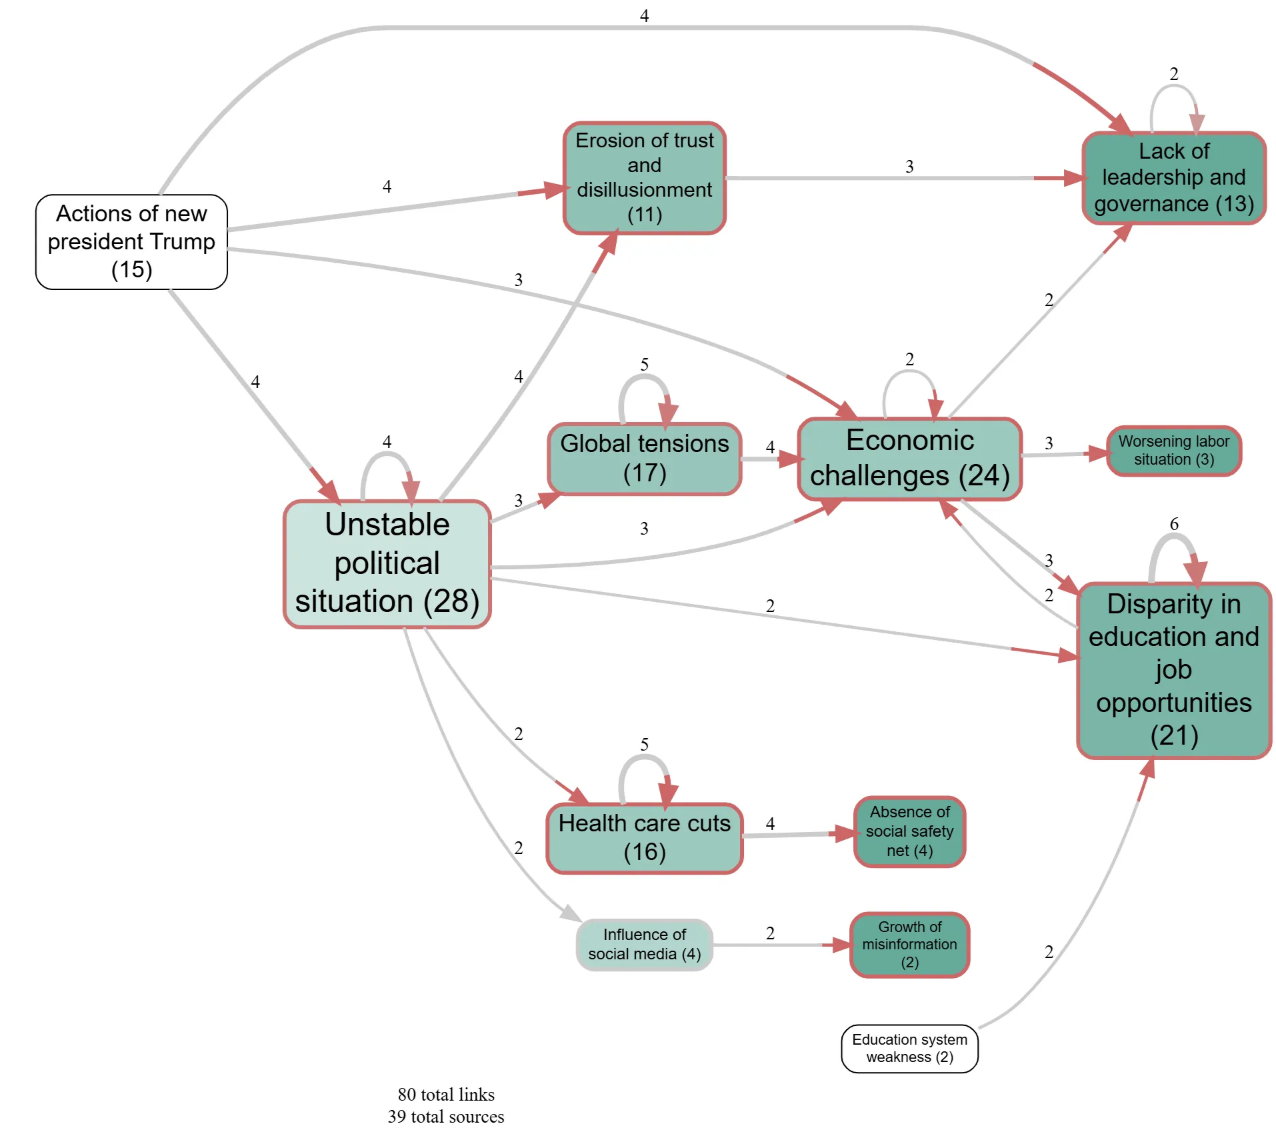 4
2
Erosion of trust
and
disillusionment
(11)
Lack of
leadership and
governance (13)
3
4
Actions of new
president Trump
(15)
3
2
4
4
5
2
4
Global tensions
(17)
4
Economic
challenges (24)
3
Worsening labor
situation (3)
3
Unstable
political
situation (28)
3
6
3
2
2
Disparity in
education and
job
opportunities
(21)
2
5
Health care cuts
(16)
4
Absence of
social safety
net (4)
2
Influence of
social media (4)
2
Growth of
misinformation
(2)
2
Education system
weakness (2)
80 total links
39 total sources